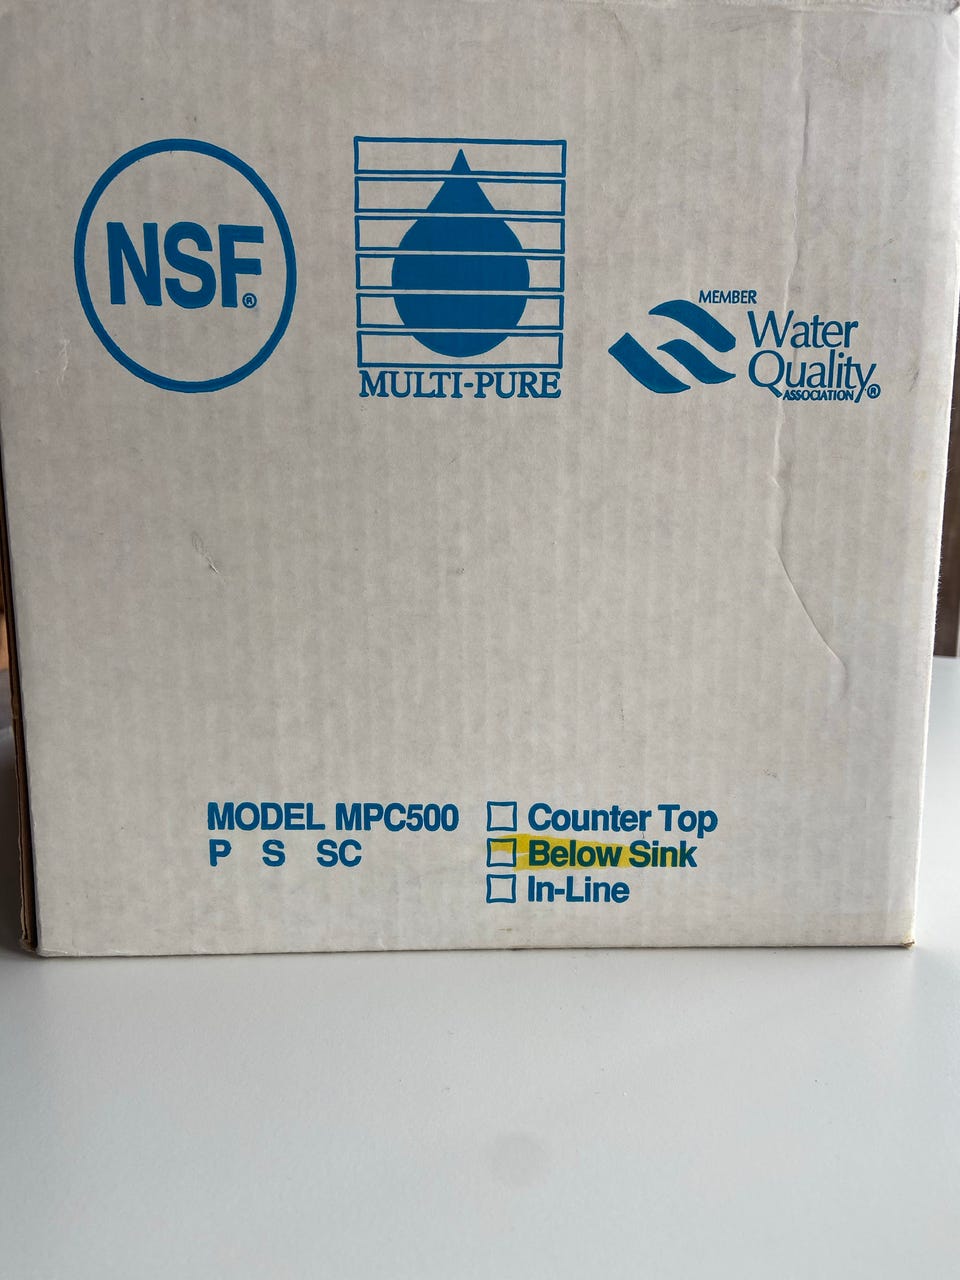 NSF®
MULTI-PURE
MEMBER
Water
Quality®
ASSOCIATION
MODEL MPC500
P S SC
Counter Top
Below Sink
In-Line